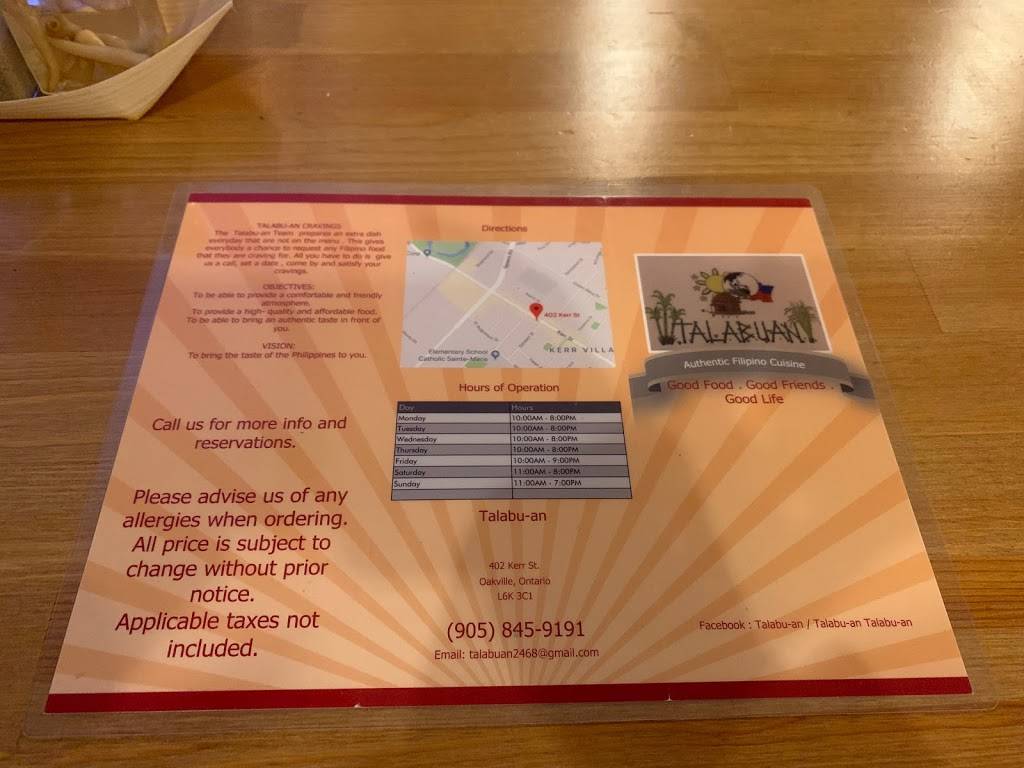 TALABU-AN CRAVINGS
The Talabu-an Team prepares an extra dish
everyday that are not on the menu . This gives
everybody a chance to request any Filipino food
that they are craving for. All you have to do is give
us a call, set a date , come by and satisfy your
cravings.
OBJECTIVES:
To be able to provide a comfortable and friendly
atmosphere.
To provide a high- quality and affordable food.
To be able to bring an authentic taste in front of
you.
VISION:
To bring the taste of the Philippines to you.
Call us for more info and
reservations.
Please advise us of any
allergies when ordering.
All price is subject to
change without prior
notice.
Applicable taxes not
included.
Directions
402 Kerr St
Kerr St
KERR VILLA
Elementary School
Catholic Sainte-Marie
Hours of Operation
Day Hours
Monday 10:00AM - 8:00PM
Tuesday 10:00AM - 8:00PM
Wednesday 10:00AM - 8:00PM
Thursday 10:00AM - 8:00PM
Friday 10:00AM - 9:00PM
Saturday 11:00AM - 8:00PM
Sunday 11:00AM - 7:00PM
Talabu-an
402 Kerr St.
Oakville, Ontario
L6K 3C1
(905) 845-9191
Email: talabuan2468@gmail.com
TALABUAN
Authentic Filipino Cuisine
Good Food . Good Friends .
Good Life
Facebook : Talabu-an / Talabu-an Talabu-an